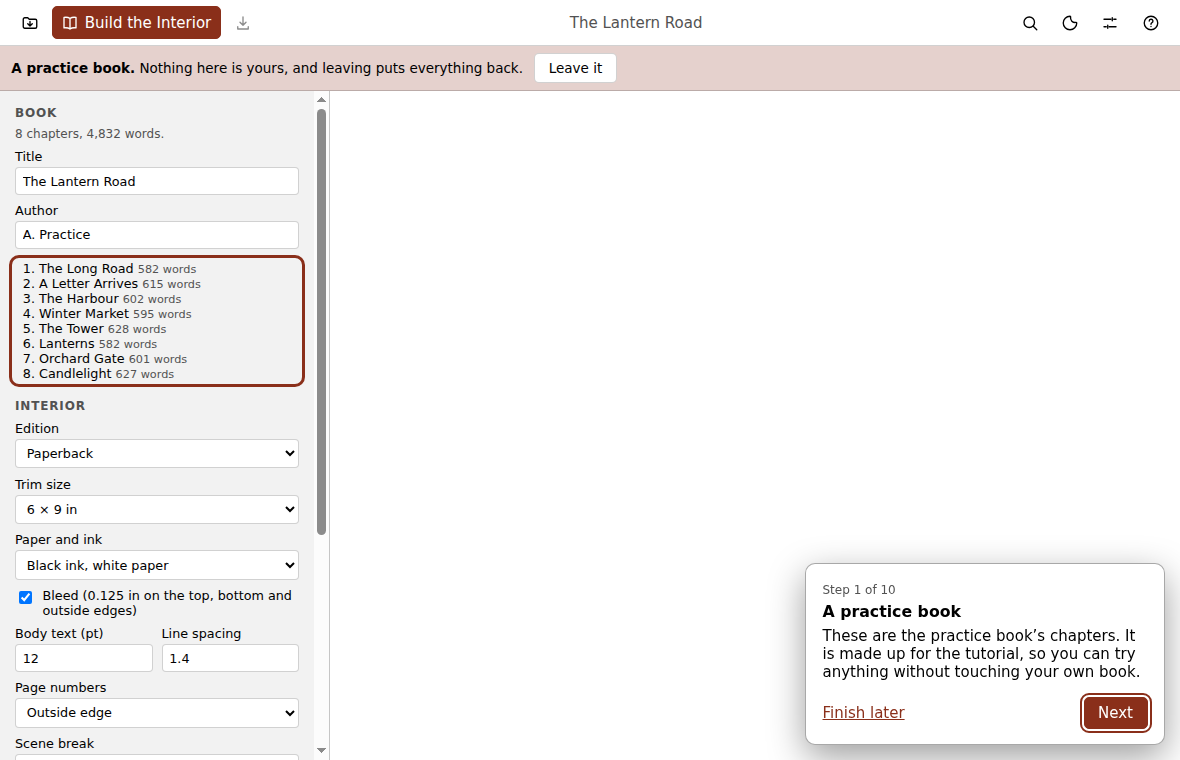 Build the Interior
The Lantern Road
A practice book. Nothing here is yours, and leaving puts everything back.
Leave it
BOOK
8 chapters, 4,832 words.
Title
The Lantern Road
Author
A. Practice
1. The Long Road 582 words
2. A Letter Arrives 615 words
3. The Harbour 602 words
4. Winter Market 595 words
5. The Tower 628 words
6. Lanterns 582 words
7. Orchard Gate 601 words
8. Candlelight 627 words
INTERIOR
Edition
Paperback
Trim size
6 × 9 in
Paper and ink
Black ink, white paper
Bleed (0.125 in on the top, bottom and
outside edges)
Body text (pt)
Line spacing
12
1.4
Page numbers
Outside edge
Scene break
Step 1 of 10
A practice book
These are the practice book’s chapters. It
is made up for the tutorial, so you can try
anything without touching your own book.
Finish later
Next